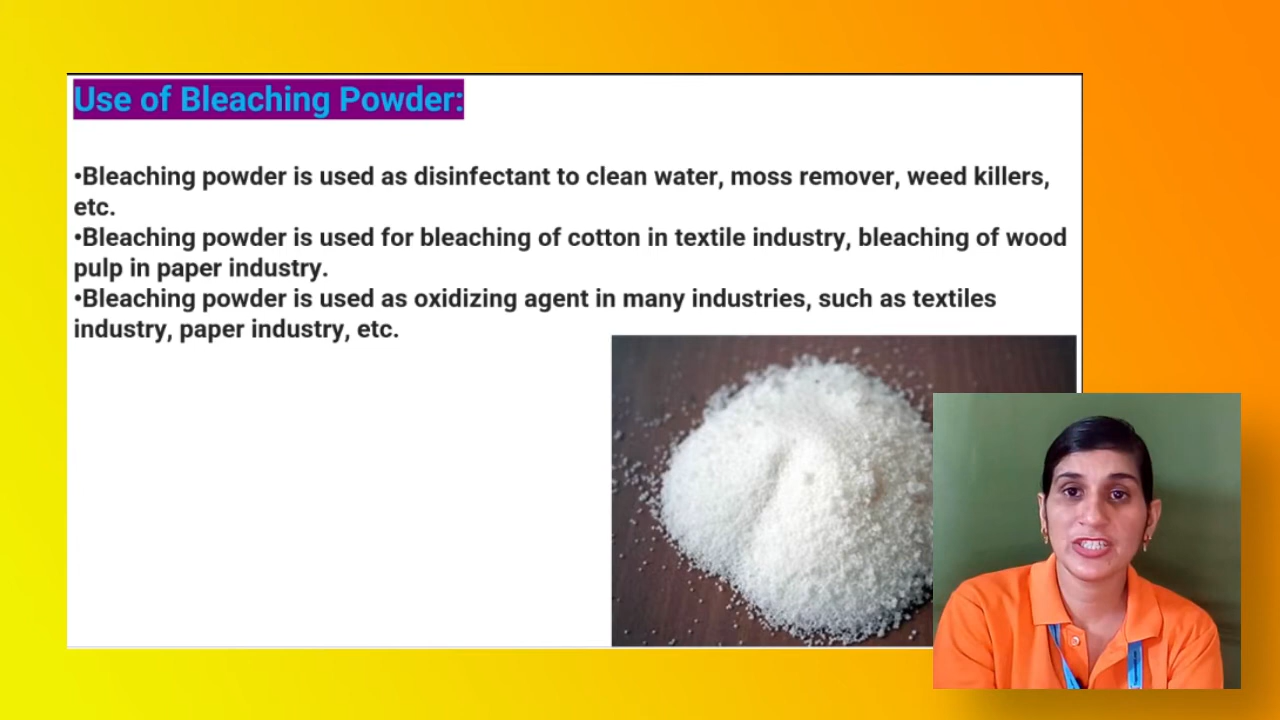 Use of Bleaching Powder:
•Bleaching powder is used as disinfectant to clean water, moss remover, weed killers,
etc.
•Bleaching powder is used for bleaching of cotton in textile industry, bleaching of wood
pulp in paper industry.
•Bleaching powder is used as oxidizing agent in many industries, such as textiles
industry, paper industry, etc.